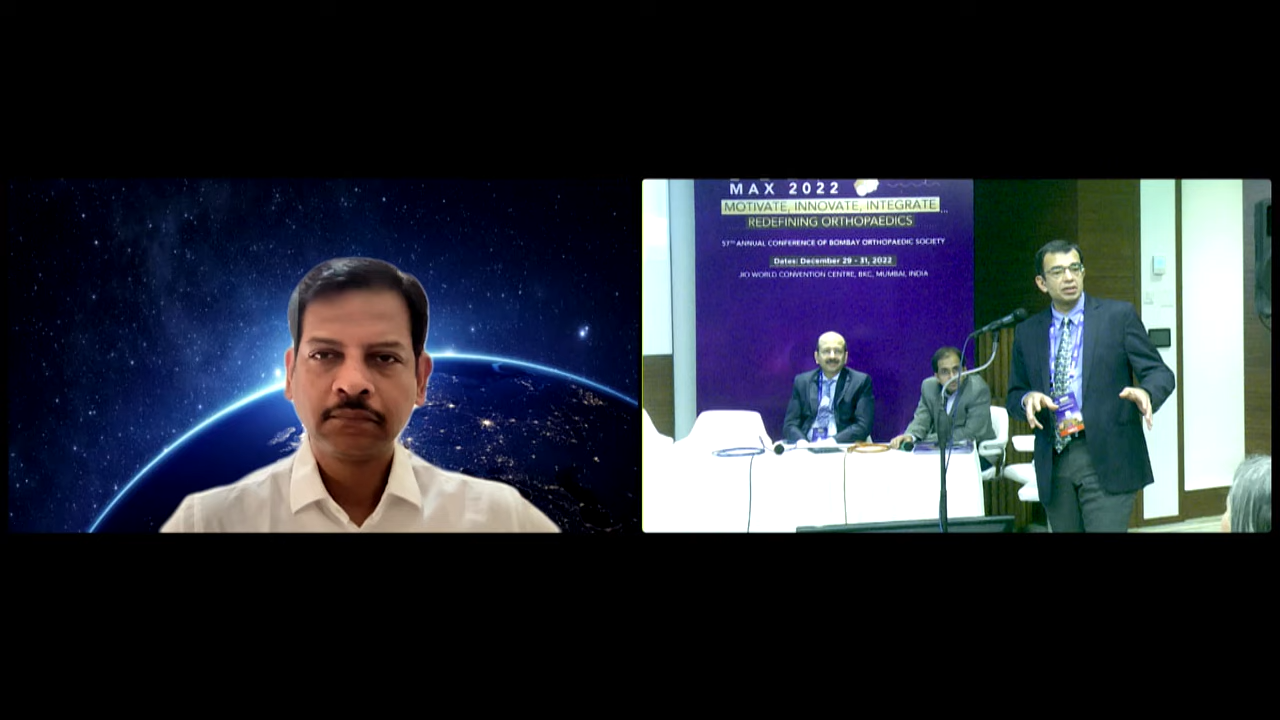 MAX 2022
MOTIVATE, INNOVATE, INTEGRATE...
REDEFINING ORTHOPAEDICS
57TH ANNUAL CONFERENCE OF BOMBAY ORTHOPAEDIC SOCIETY
Dates: December 29 - 31, 2022
JIO WORLD CONVENTION CENTRE, BKC, MUMBAI, INDIA